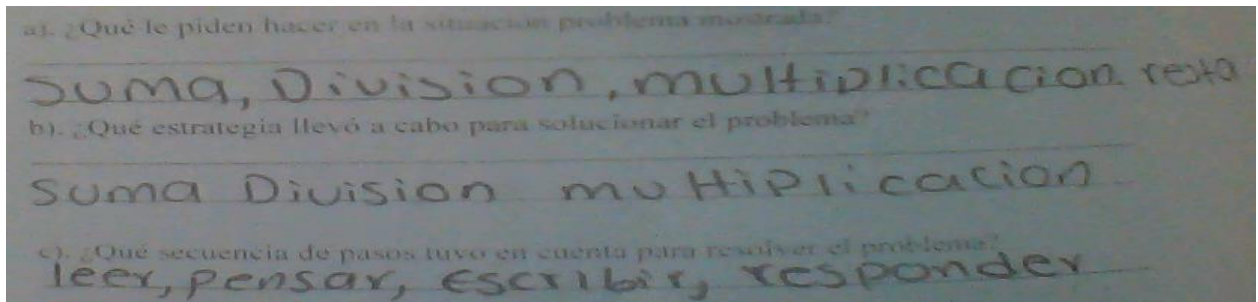 a). ¿Qué le piden hacer en la situación problema mostrada?
Suma, Division, multiplicacion resta
b). ¿Qué estrategia llevó a cabo para solucionar el problema?
Suma Division multiplicacion
c). ¿Qué secuencia de pasos tuvo en cuenta para resolver el problema?
leer, pensar, escribir, responder